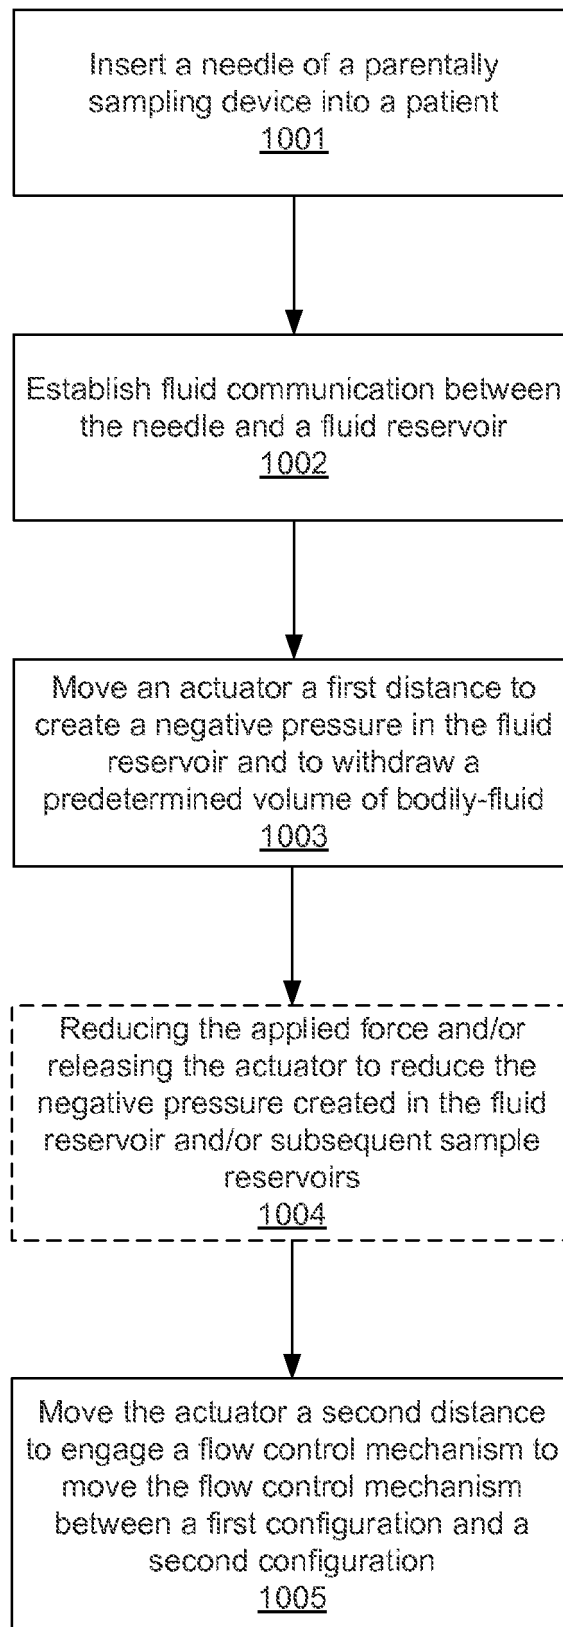 Insert a needle of a parentally
sampling device into a patient
1001
Establish fluid communication between
the needle and a fluid reservoir
1002
Move an actuator a first distance to
create a negative pressure in the fluid
reservoir and to withdraw a
predetermined volume of bodily-fluid
1003
Reducing the applied force and/or
releasing the actuator to reduce the
negative pressure created in the fluid
reservoir and/or subsequent sample
reservoirs
1004
Move the actuator a second distance
to engage a flow control mechanism to
move the flow control mechanism
between a first configuration and a
second configuration
1005